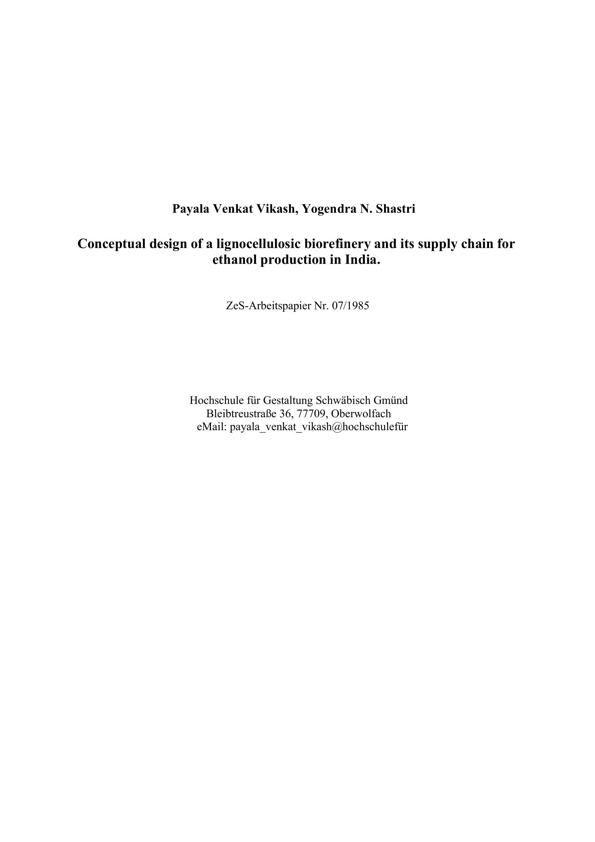 Payala Venkat Vikash, Yogendra N. Shastri
Conceptual design of a lignocellulosic biorefinery and its supply chain for
ethanol production in India.
ZeS-Arbeitspapier Nr. 07/1985
Hochschule für Gestaltung Schwäbisch Gmünd
Bleibtreustraße 36, 77709, Oberwolfach
eMail: payala_venkat_vikash@hochschulefür